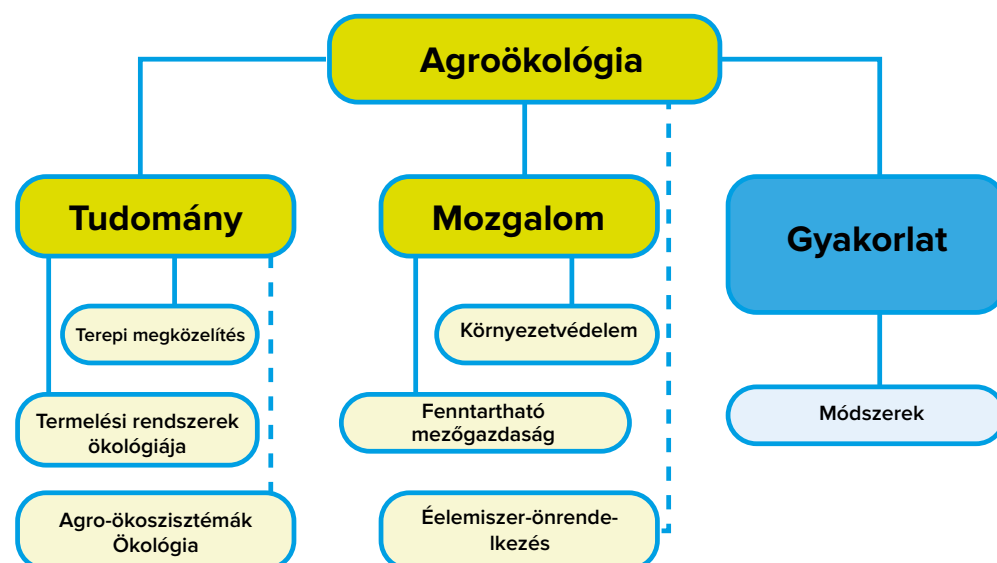 Agroökológia
Tudomány
Mozgalom
Gyakorlat
Terepi megközelítés
Környezetvédelem
Termelési rendszerek
ökológiája
Fenntartható
mezőgazdaság
Módszerek
Agro-ökoszisztémák
Ökológia
Éelemiszer-önrende-
lkezés